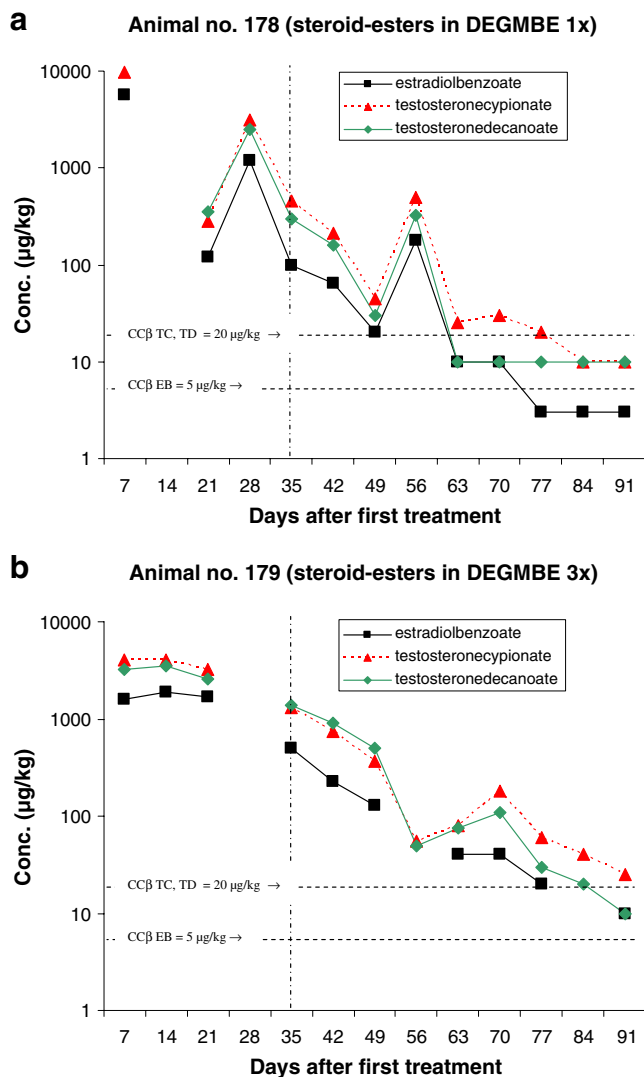 a
Animal no. 178 (steroid-esters in DEGMBE 1x)
10000
1000
100
10
1
Conc. (µg/kg)
estradiolbenzoate
testosteronecypionate
testosteronedecanoate
CCβ TC, TD = 20 µg/kg →
CCβ EB = 5 µg/kg →
7 14 21 28 35 42 49 56 63 70 77 84 91
Days after first treatment
b
Animal no. 179 (steroid-esters in DEGMBE 3x)
10000
1000
100
10
1
Conc. (µg/kg)
estradiolbenzoate
testosteronecypionate
testosteronedecanoate
CCβ TC, TD = 20 µg/kg →
CCβ EB = 5 µg/kg →
7 14 21 28 35 42 49 56 63 70 77 84 91
Days after first treatment